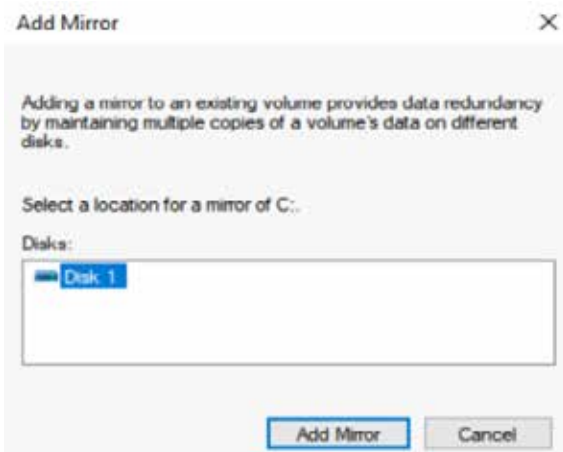 Add Mirror
Adding a mirror to an existing volume provides data redundancy
by maintaining multiple copies of a volume's data on different
disks.
Select a location for a mirror of C:.
Disks:
Disk 1
Add Mirror
Cancel